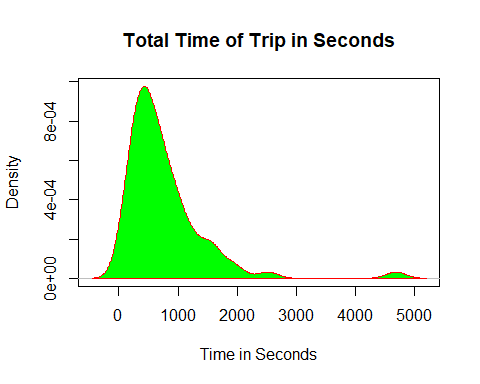 Total Time of Trip in Seconds
Density
8e-04
4e-04
0e+00
0 1000 2000 3000 4000 5000
Time in Seconds